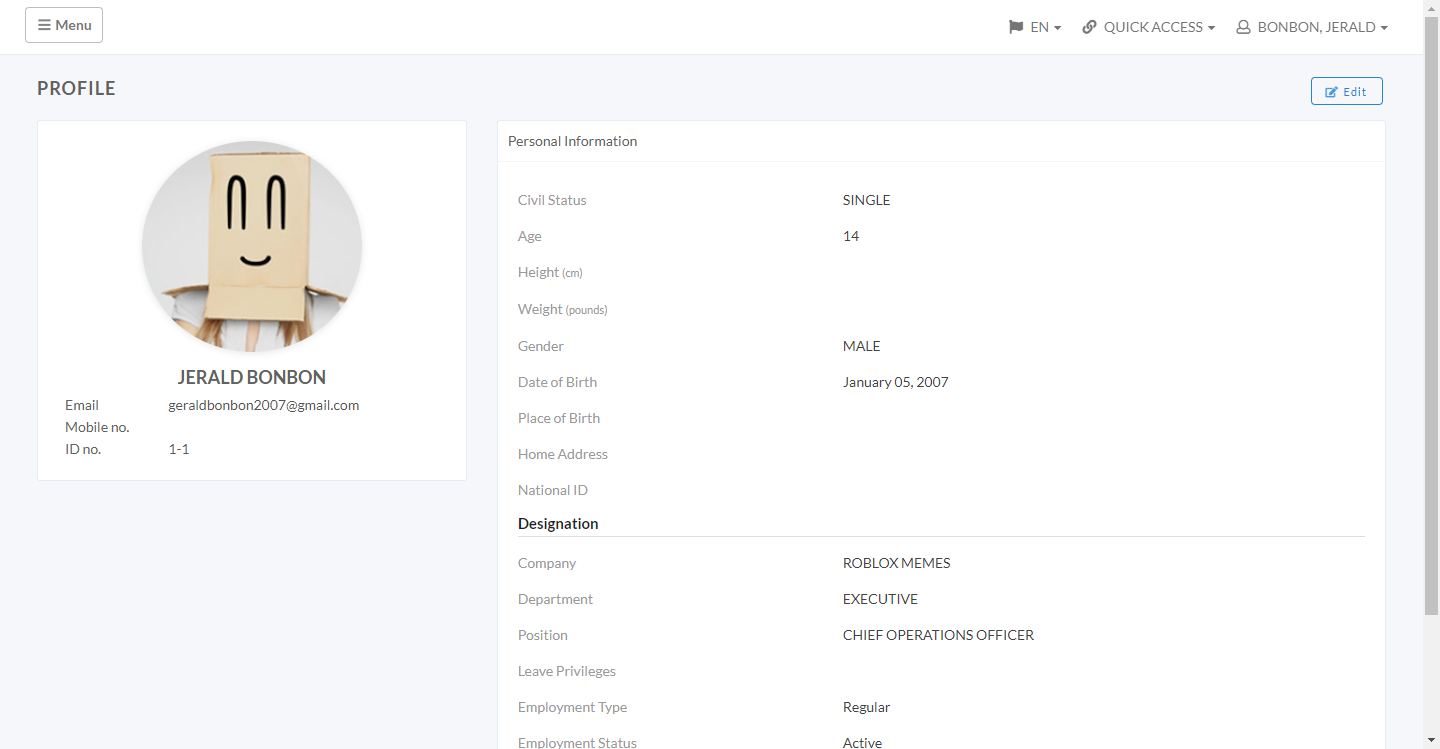 Menu
EN
QUICK ACCESS
BONBON, JERALD
PROFILE
Edit
JERALD BONBON
Email geraldbonbon2007@gmail.com
Mobile no.
ID no. 1-1
Personal Information
Civil Status SINGLE
Age 14
Height (cm)
Weight (pounds)
Gender MALE
Date of Birth January 05, 2007
Place of Birth
Home Address
National ID
Designation
Company ROBLOX MEMES
Department EXECUTIVE
Position CHIEF OPERATIONS OFFICER
Leave Privileges
Employment Type Regular
Employment Status Active